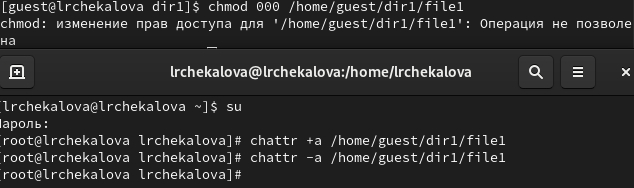 [guest@lrchekalova dir1]$ chmod 000 /home/guest/dir1/file1
chmod: изменение прав доступа для '/home/guest/dir1/file1': Операция не позволе
на
lrchekalova@lrchekalova:/home/lrchekalova
[lrchekalova@lrchekalova ~]$ su
Пароль:
[root@lrchekalova lrchekalova]# chattr +a /home/guest/dir1/file1
[root@lrchekalova lrchekalova]# chattr -a /home/guest/dir1/file1
[root@lrchekalova lrchekalova]#